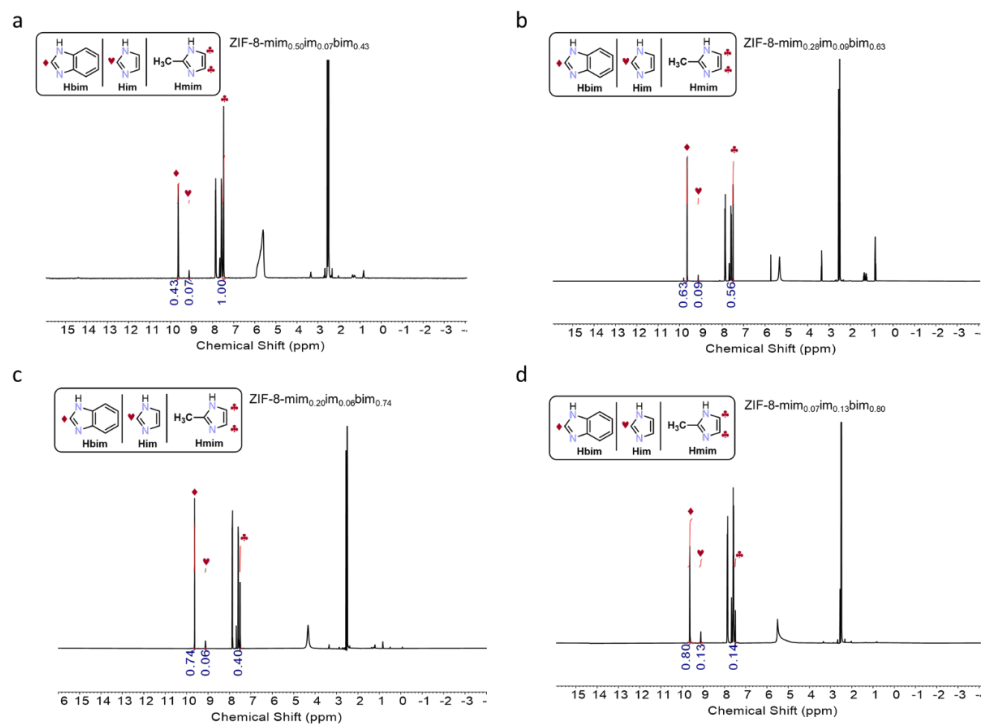 a
ZIF-8-mim₀.₅₀im₀.₀₇bim₀.₄₃
H
N
N
Hbim
H
N
N
Him
H
N
H₃C
N
Hmim
0.43
0.07
1.00
15 14 13 12 11 10 9 8 7 6 5 4 3 2 1 0 -1 -2 -3
Chemical Shift (ppm)
b
ZIF-8-mim₀.₂₈im₀.₀₉bim₀.₆₃
H
N
N
Hbim
H
N
N
Him
H
N
H₃C
N
Hmim
0.63
0.09
0.56
15 14 13 12 11 10 9 8 7 6 5 4 3 2 1 0 -1 -2 -3
Chemical Shift (ppm)
c
ZIF-8-mim₀.₂₀im₀.₀₆bim₀.₇₄
H
N
N
Hbim
H
N
N
Him
H
N
H₃C
N
Hmim
0.74
0.06
0.40
6 15 14 13 12 11 10 9 8 7 6 5 4 3 2 1 0 -1 -2 -3 -4
Chemical Shift (ppm)
d
ZIF-8-mim₀.₀₇im₀.₁₃bim₀.₈₀
H
N
N
Hbim
H
N
N
Him
H
N
H₃C
N
Hmim
0.80
0.13
0.14
15 14 13 12 11 10 9 8 7 6 5 4 3 2 1 0 -1 -2 -3
Chemical Shift (ppm)